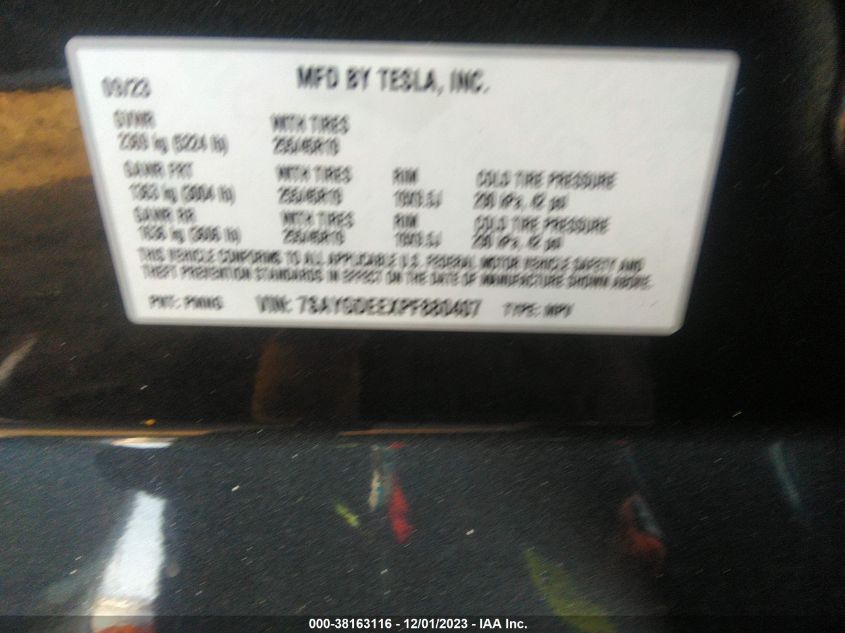 09/23 MFD BY TESLA, INC.
GVWR WITH TIRES
kg (5224 lb) 255/45R19
GAWR FRT WITH TIRES RIM COLD TIRE PRESSURE
1363 kg (3004 lb) 255/45R19 19X9.5J 290 kPa, 42 psi
GAWR RR WITH TIRES RIM COLD TIRE PRESSURE
1636 kg (3606 lb) 255/45R19 19X9.5J 290 kPa, 42 psi
THIS VEHICLE CONFORMS TO ALL APPLICABLE U.S. FEDERAL MOTOR VEHICLE SAFETY AND
THEFT PREVENTION STANDARDS IN EFFECT ON THE DATE OF MANUFACTURE SHOWN ABOVE.
PNT: VIN: TYPE: MPV
000-38163116 - 12/01/2023 - IAA Inc.